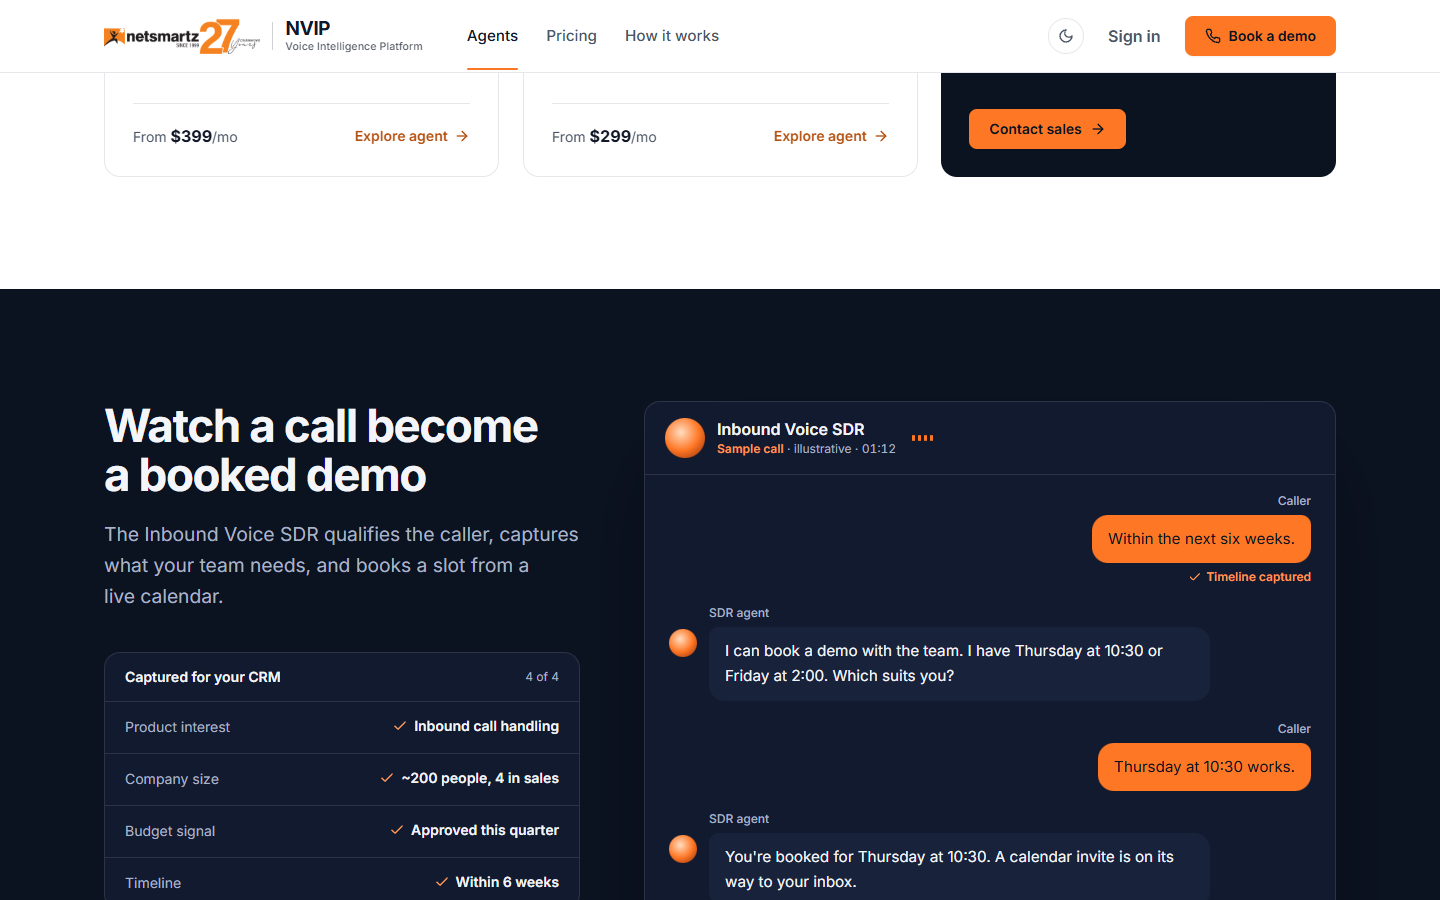 netsmartz 27
SINCE 1999
NVIP
Voice Intelligence Platform
Agents
Pricing
How it works
Sign in
Book a demo
From $399/mo
Explore agent
From $299/mo
Explore agent
Contact sales
Watch a call become
a booked demo
The Inbound Voice SDR qualifies the caller, captures
what your team needs, and books a slot from a
live calendar.
Captured for your CRM
4 of 4
Product interest
Inbound call handling
Company size
~200 people, 4 in sales
Budget signal
Approved this quarter
Timeline
Within 6 weeks
Inbound Voice SDR
Sample call · illustrative · 01:12
Caller
Within the next six weeks.
Timeline captured
SDR agent
I can book a demo with the team. I have Thursday at 10:30 or
Friday at 2:00. Which suits you?
Caller
Thursday at 10:30 works.
SDR agent
You're booked for Thursday at 10:30. A calendar invite is on its
way to your inbox.